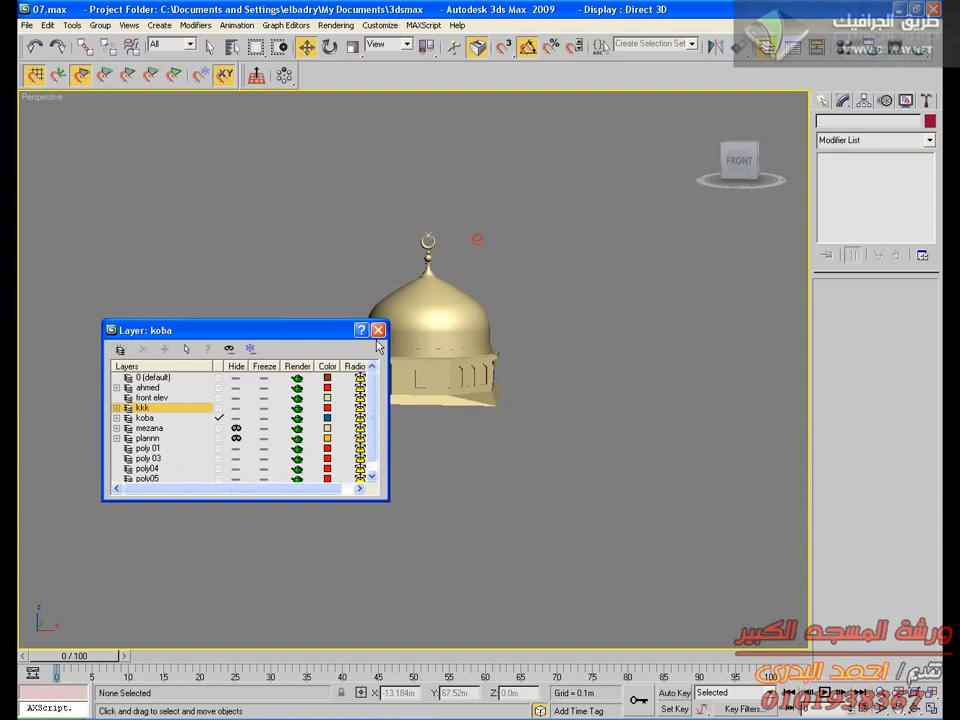 07.max - Project Folder: C:\Documents and Settings\elbadry\My Documents\3dsmax - Autodesk 3ds Max 2009 - Display : Direct 3D
File Edit Tools Group Views Create Modifiers Animation Graph Editors Rendering Customize MAXScript Help
طريق الجرافيك
All View Create Selection Set
Perspective
FRONT
Modifier List
Layer: koba
Layers Hide Freeze Render Color Radio
0 (default)
ahmed
front elev
kkk
koba
mezana
plannn
poly 01
poly 03
poly04
poly05
ورشة المسجد الكبير
تقديم / احمد البدرى
0101938367
0 / 100
0 5 10 15 20 25 30 35 40 45 50 55 60 65 70 75 80 85 90 95 100
None Selected X: -13.184m Y: 67.52m Z: 0.0m Grid = 0.1m Auto Key Selected
'AXScript. Click and drag to select and move objects Add Time Tag Set Key Key Filters...